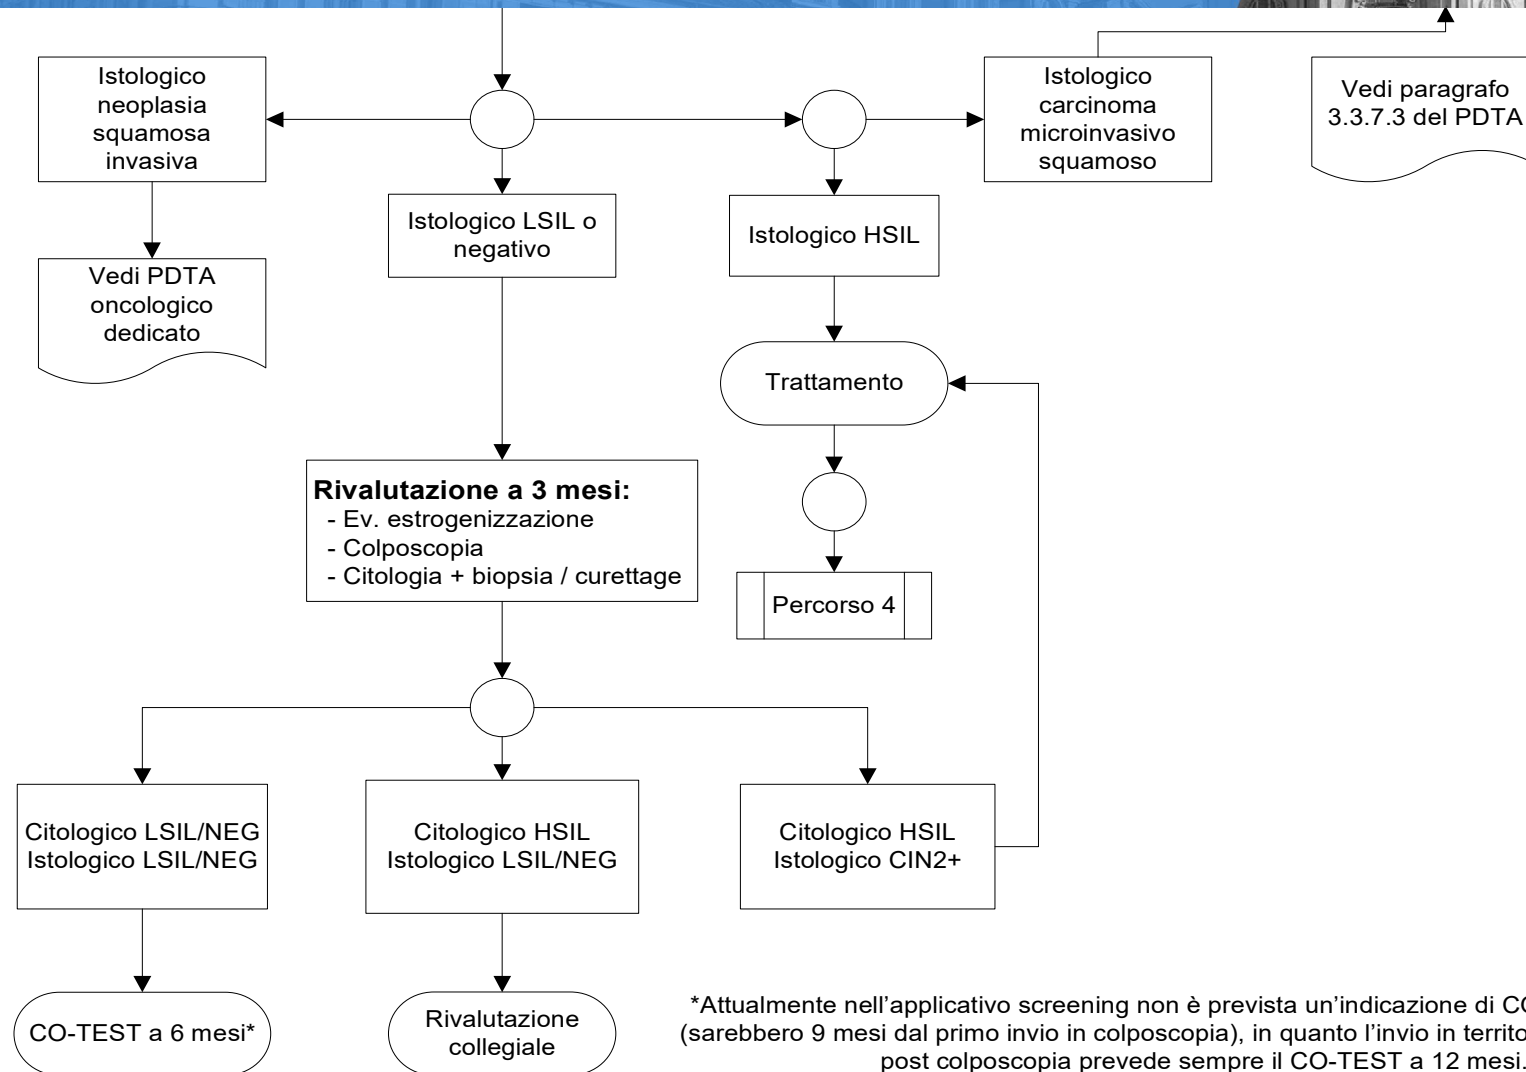 Istologico
neoplasia
squamosa
invasiva
Istologico
carcinoma
microinvasivo
squamoso
Vedi paragrafo
3.3.7.3 del PDTA
Istologico LSIL o
negativo
Istologico HSIL
Vedi PDTA
oncologico
dedicato
Trattamento
Rivalutazione a 3 mesi:
- Ev. estrogenizzazione
- Colposcopia
- Citologia + biopsia / curettage
Percorso 4
Citologico LSIL/NEG
Istologico LSIL/NEG
Citologico HSIL
Istologico LSIL/NEG
Citologico HSIL
Istologico CIN2+
CO-TEST a 6 mesi*
Rivalutazione
collegiale
*Attualmente nell’applicativo screening non è prevista un’indicazione di
(sarebbero 9 mesi dal primo invio in colposcopia), in quanto l’invio in
post colposcopia prevede sempre il CO-TEST a 12 mesi.